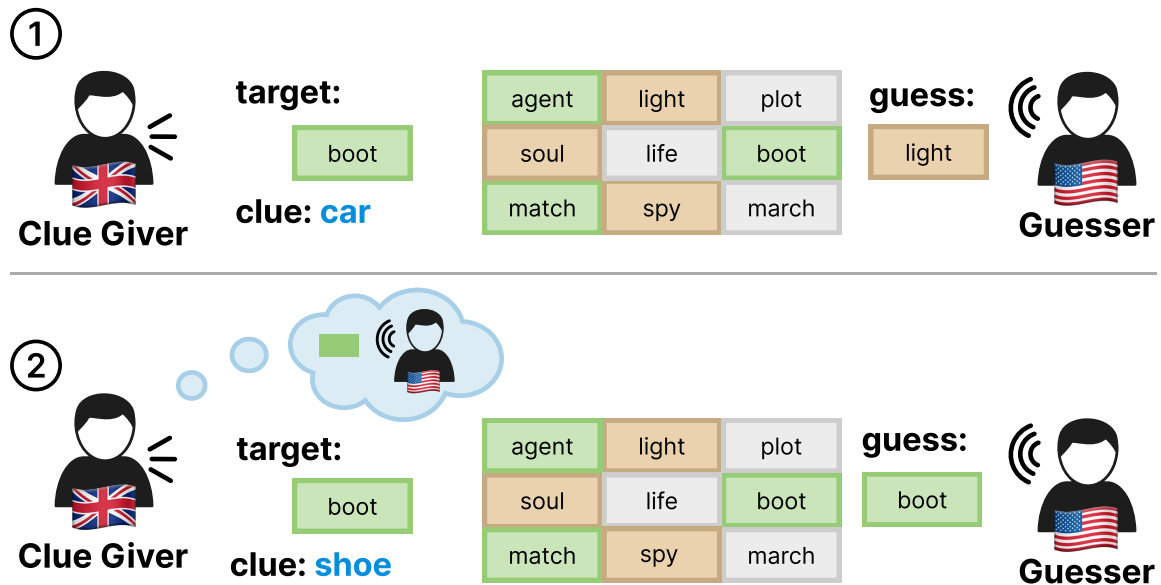 1
target:
boot
clue: car
Clue Giver
agent light plot
soul life boot
match spy march
guess:
light
Guesser
2
target:
boot
clue: shoe
Clue Giver
agent light plot
soul life boot
match spy march
guess:
boot
Guesser